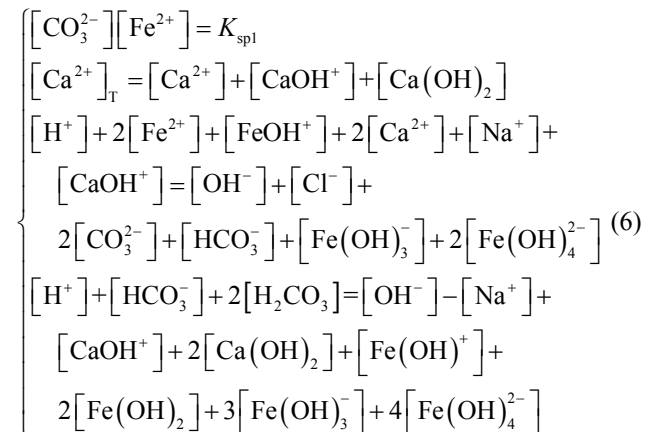 [CO₃²⁻][Fe²⁺] = Kₛₚ₁
[Ca²⁺]_T = [Ca²⁺]+[CaOH⁺]+[Ca(OH)₂]
[H⁺]+2[Fe²⁺]+[FeOH⁺]+2[Ca²⁺]+[Na⁺]+
[CaOH⁺]=[OH⁻]+[Cl⁻]+
2[CO₃²⁻]+[HCO₃⁻]+[Fe(OH)₃⁻]+2[Fe(OH)₄²⁻] (6)
[H⁺]+[HCO₃⁻]+2[H₂CO₃]=[OH⁻]−[Na⁺]+
[CaOH⁺]+2[Ca(OH)₂]+[Fe(OH)⁺]+
2[Fe(OH)₂]+3[Fe(OH)₃⁻]+4[Fe(OH)₄²⁻]